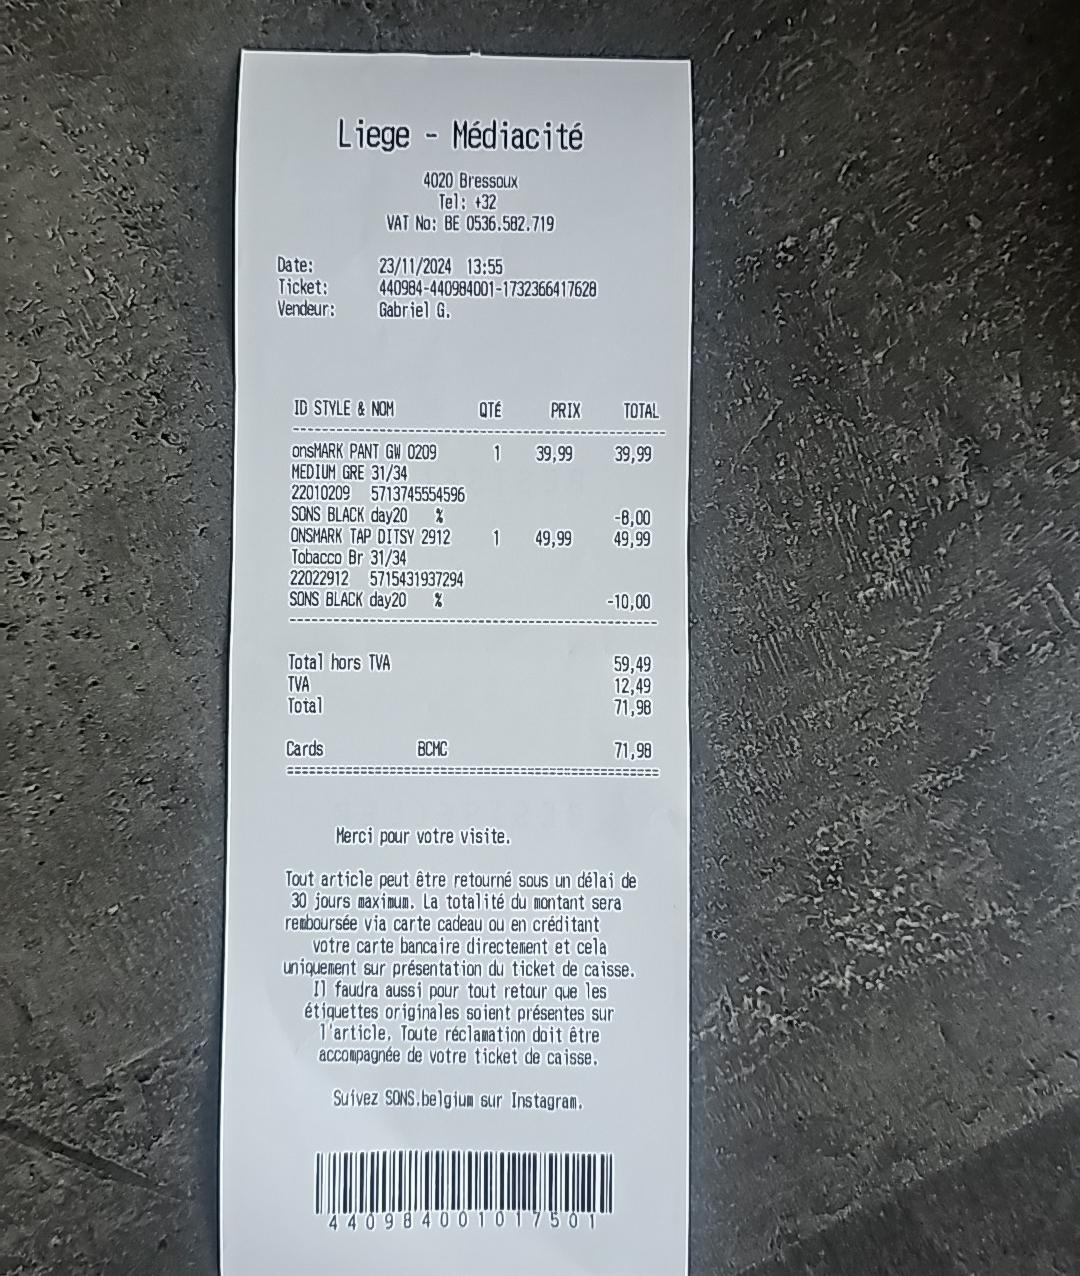 Liege - Médiacité
4020 Bressoux
Tel: +32
VAT No: BE 0536.582.719
Date: 23/11/2024 13:55
Ticket: 440984-440984001-1732366417628
Vendeur: Gabriel G.
ID STYLE & NOM QTÉ PRIX TOTAL
onsMARK PANT GW 0209 1 39,99 39,99
MEDIUM GRE 31/34
22010209 5713745554596
SONS BLACK day20 % -8,00
ONSMARK TAP DITSY 2912 1 49,99 49,99
Tobacco Br 31/34
22022912 5715431937294
SONS BLACK day20 % -10,00
Total hors TVA 59,49
TVA 12,49
Total 71,98
Cards BCMC 71,98
Merci pour votre visite.
Tout article peut être retourné sous un délai de
30 jours maximum. La totalité du montant sera
remboursée via carte cadeau ou en créditant
votre carte bancaire directement et cela
uniquement sur présentation du ticket de caisse.
Il faudra aussi pour tout retour que les
étiquettes originales soient présentes sur
l'article. Toute réclamation doit être
accompagnée de votre ticket de caisse.
Suivez SONS.belgium sur Instagram.
440984001017501